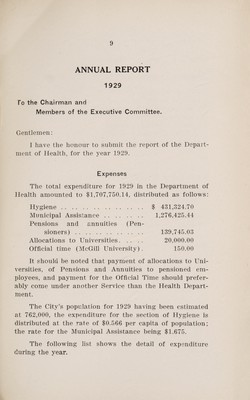 9
ANNUAL REPORT
1929
To the Chairman and
Members of the Executive Committee.
Gentlemen:
I have the honour to submit the report of the Depart-
ment of Health, for the year 1929.
Expenses
The total expenditure for 1929 in the Department of
Health amounted to $1,707,750.14, distributed as follows:
Hygiene .. .. .. .. .. .. .. $ 431,324.70
Municipal Assistance .. .. .. .. 1,276,425.44
Pensions and annuities (Pen-
sioners) .. .. .. .. .. .. .. 139,745.03
Allocations to Universities. .. .. 20,000.00
Official time (McGill University). 150.00
It should be noted that payment of allocations to Uni-
versities, of Pensions and Annuities to pensioned em-
ployees, and payment for the Official Time should prefer-
ably come under another Service than the Health Depart-
ment.
The City's population for 1929 having been estimated
at 762,000, the expenditure for the section of Hygiene is
distributed at the rate of $0.566 per capita of population;
the rate for the Municipal Assistance being $1.675.
The following list shows the detail of expenditure
during the year.